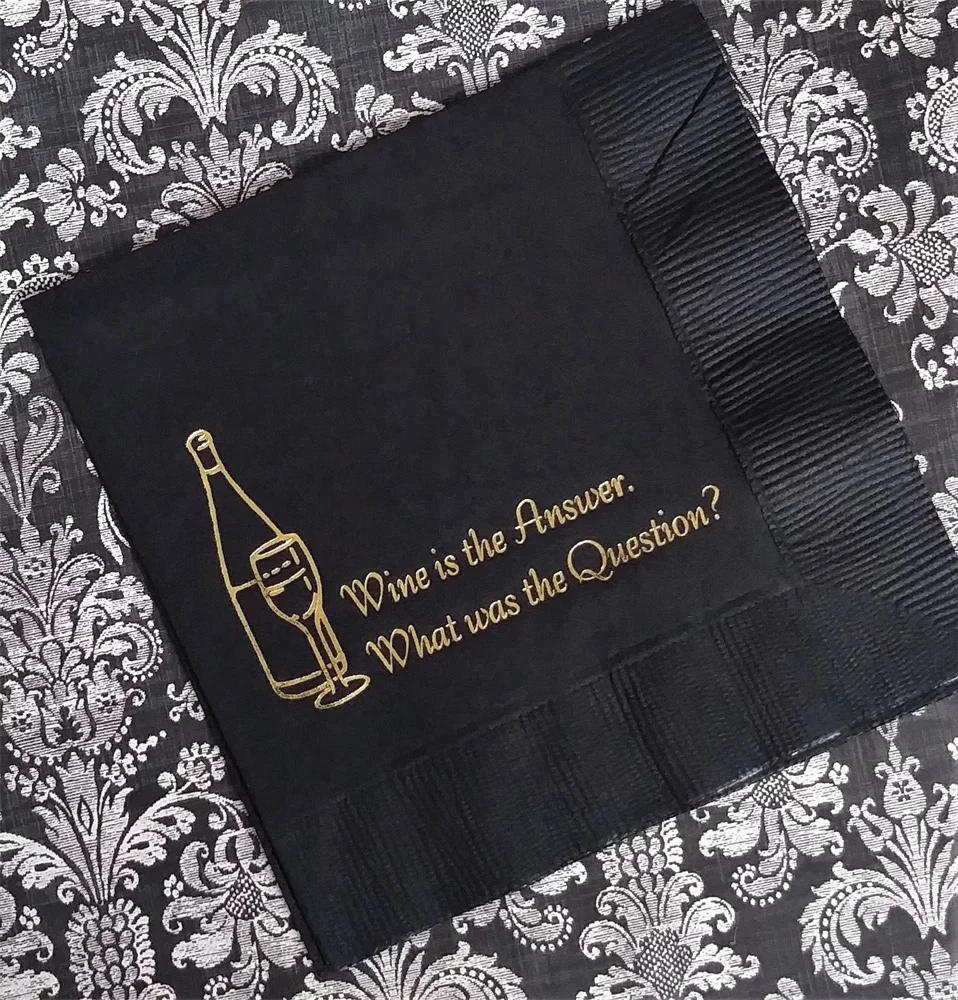 Wine is the Answer.
What was the Question?